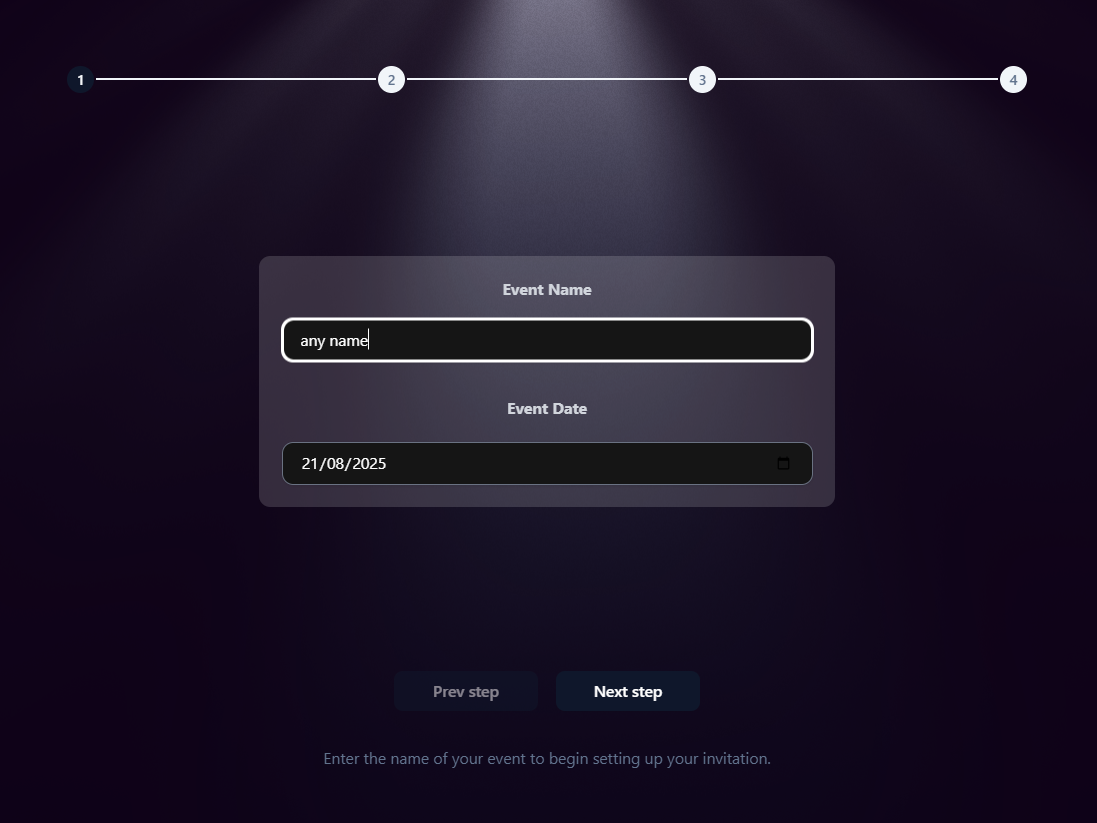 1 2 3 4
Event Name
any name
Event Date
21/08/2025
Prev step Next step
Enter the name of your event to begin setting up your invitation.